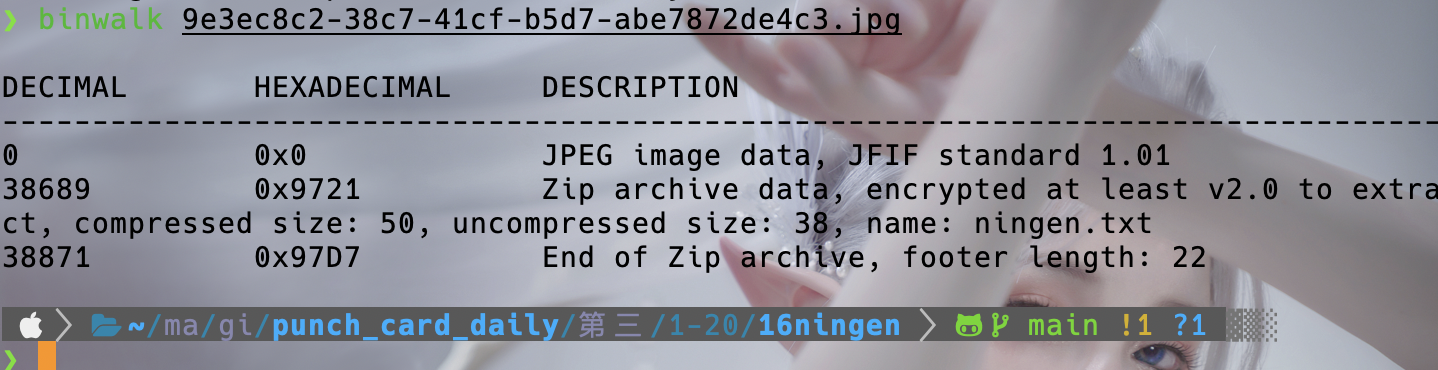 ❯ binwalk 9e3ec8c2-38c7-41cf-b5d7-abe7872de4c3.jpg
DECIMAL       HEXADECIMAL     DESCRIPTION
--------------------------------------------------------------------------------
0             0x0             JPEG image data, JFIF standard 1.01
38689         0x9721          Zip archive data, encrypted at least v2.0 to extra
ct, compressed size: 50, uncompressed size: 38, name: ningen.txt
38871         0x97D7          End of Zip archive, footer length: 22
~/ma/gi/punch_card_daily/第三/1-20/16ningen main !1 ?1
❯